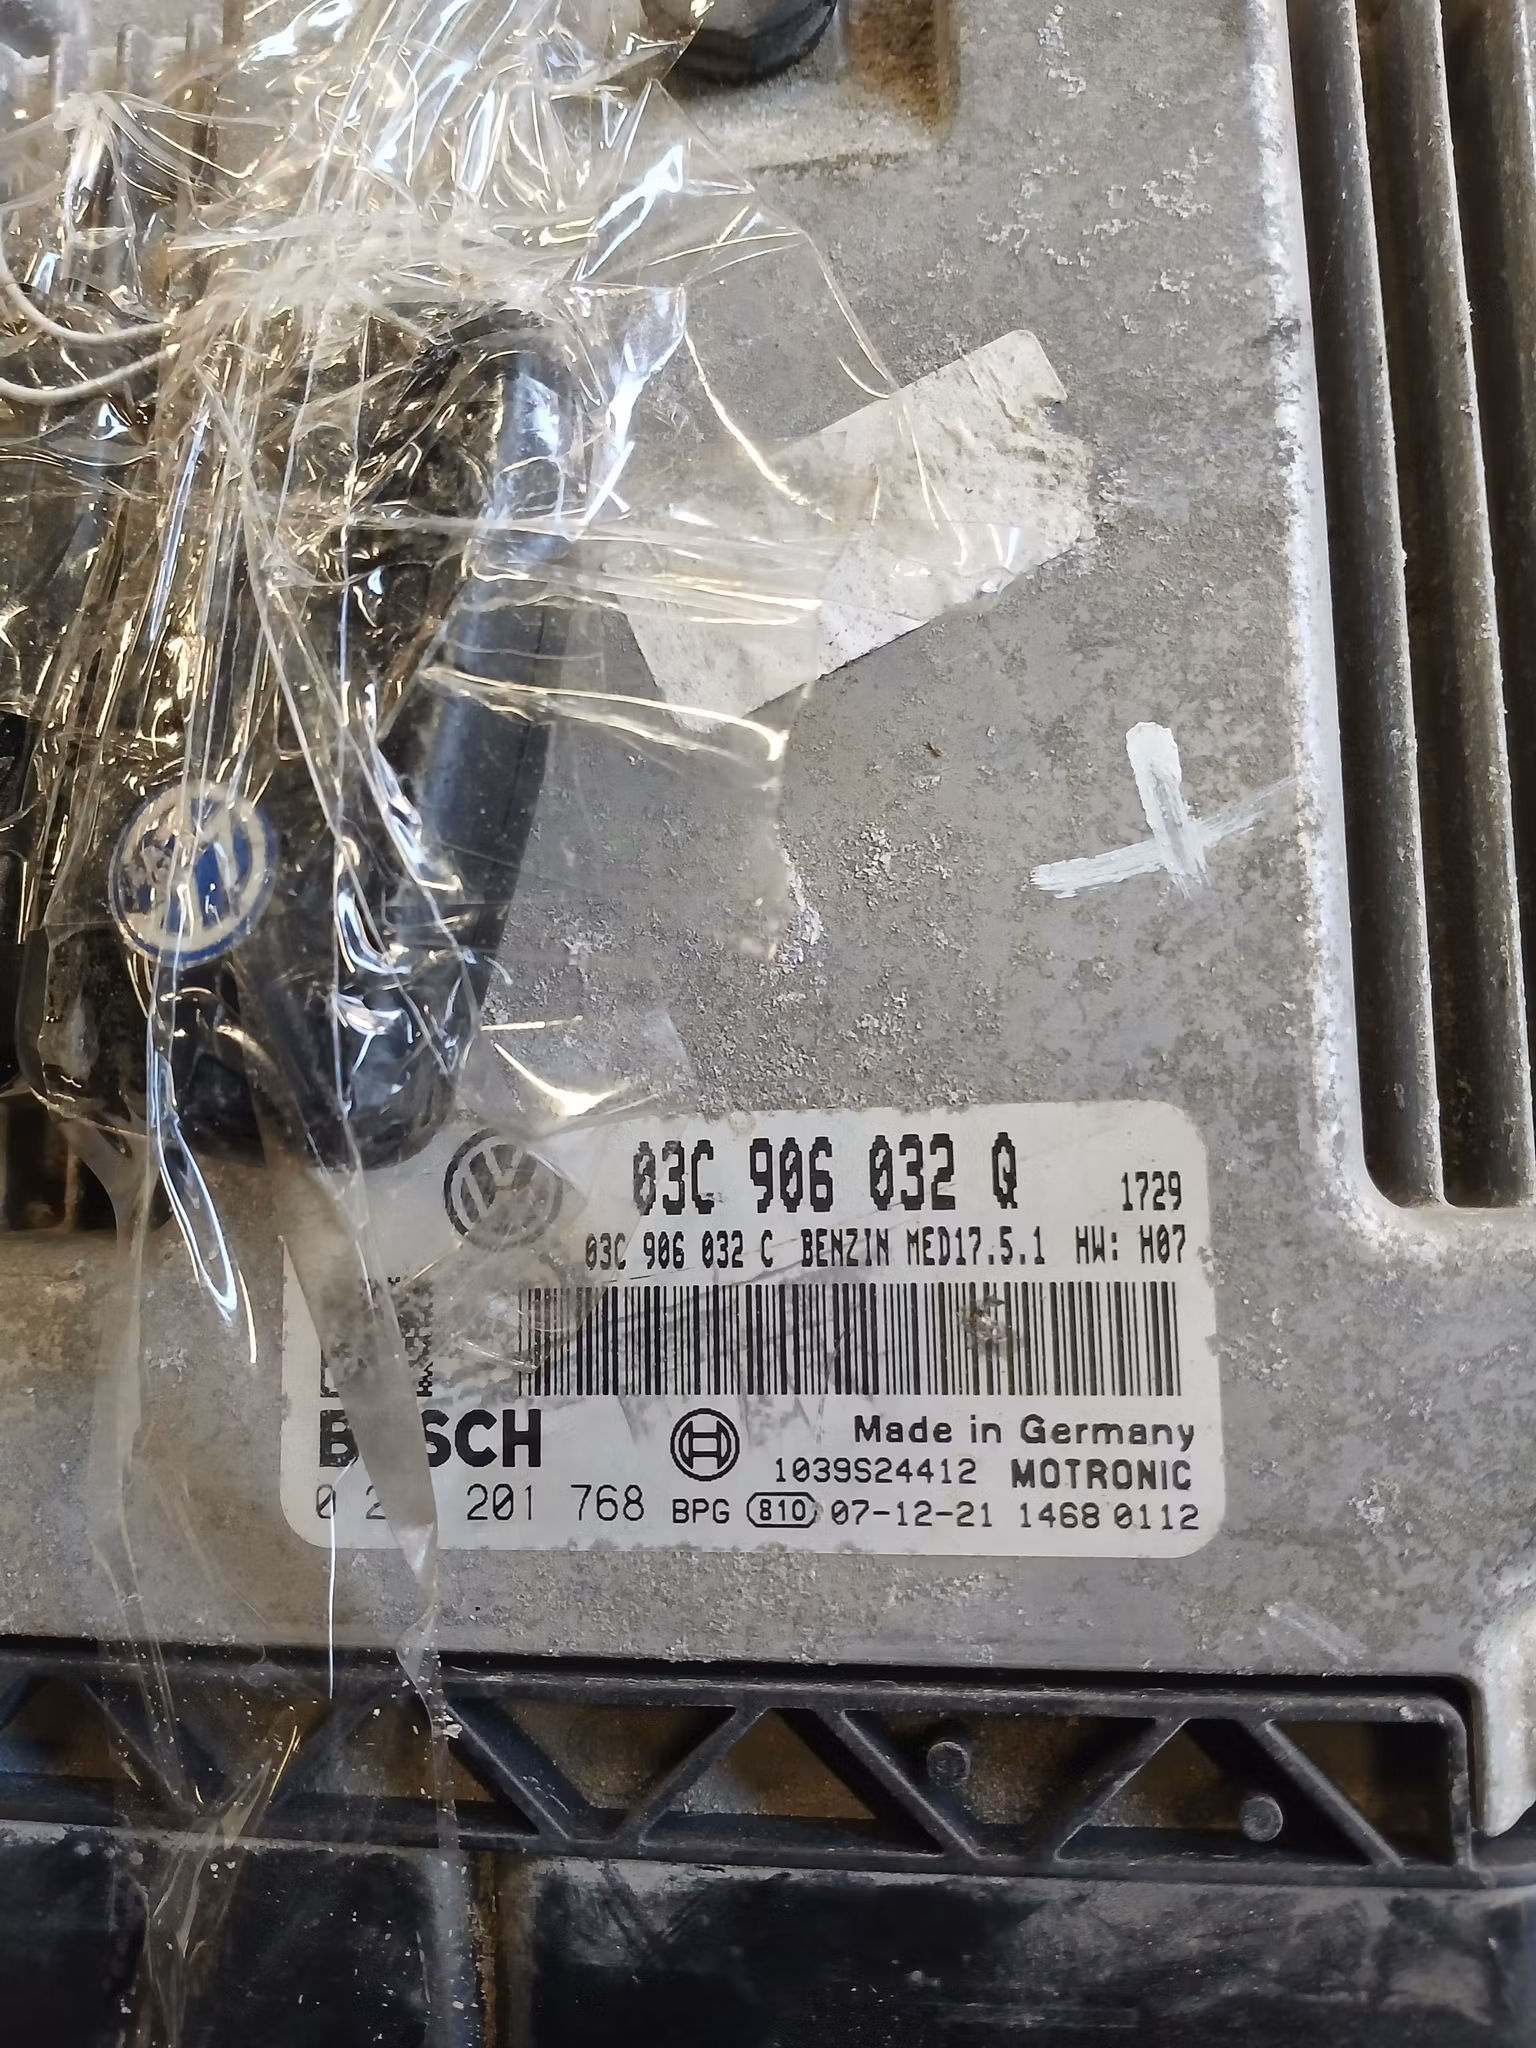 03C 906 032 Q 1729
03C 906 032 C BENZIN MED17.5.1 HW: H07
BOSCH
Made in Germany
1039S24412 MOTRONIC
201 768 BPG 810 07-12-21 1468 0112